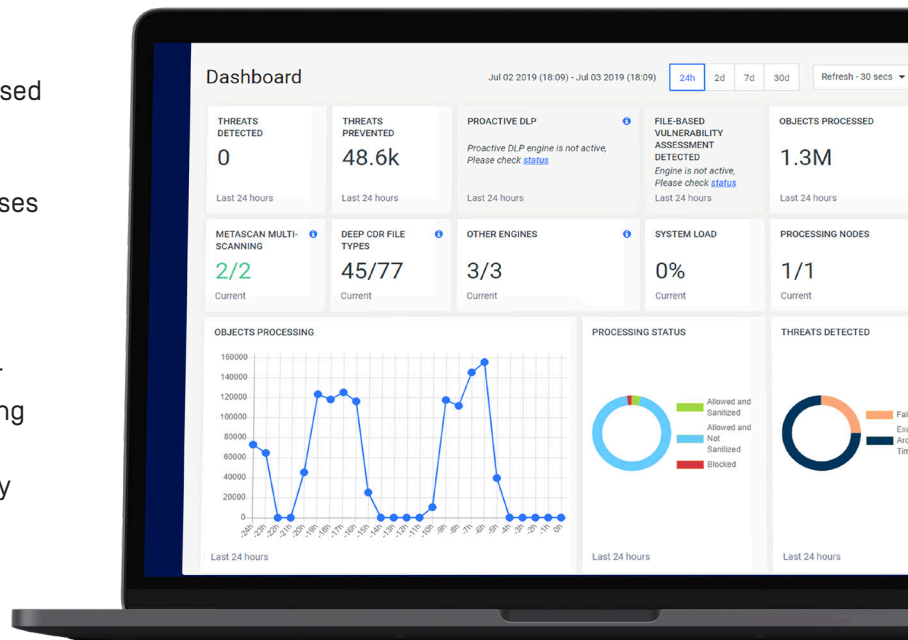 sed
ses
ng
y
Dashboard
Jul 02 2019 (18:09) - Jul 03 2019 (18:09)
24h
2d
7d
30d
Refresh - 30 secs
THREATS
DETECTED
0
Last 24 hours
THREATS
PREVENTED
48.6k
Last 24 hours
PROACTIVE DLP
Proactive DLP engine is not active,
Please check status
Last 24 hours
FILE-BASED
VULNERABILITY
ASSESSMENT
DETECTED
Engine is not active,
Please check status
Last 24 hours
OBJECTS PROCESSED
1.3M
Last 24 hours
METASCAN MULTI-
SCANNING
2/2
Current
DEEP CDR FILE
TYPES
45/77
Current
OTHER ENGINES
3/3
Current
SYSTEM LOAD
0%
Current
PROCESSING NODES
1/1
Current
OBJECTS PROCESSING
160000
140000
120000
100000
80000
60000
40000
20000
0
-24h
-23h
-22h
-21h
-20h
-19h
-18h
-17h
-16h
-15h
-14h
-13h
-12h
-11h
-10h
-9h
-8h
-7h
-6h
-5h
-4h
-3h
-2h
-1h
0h
Last 24 hours
PROCESSING STATUS
Allowed and
Sanitized
Allowed and
Not
Sanitized
Blocked
Last 24 hours
THREATS DETECTED
Fai
Exc
Arc
Tim
Last 24 hours